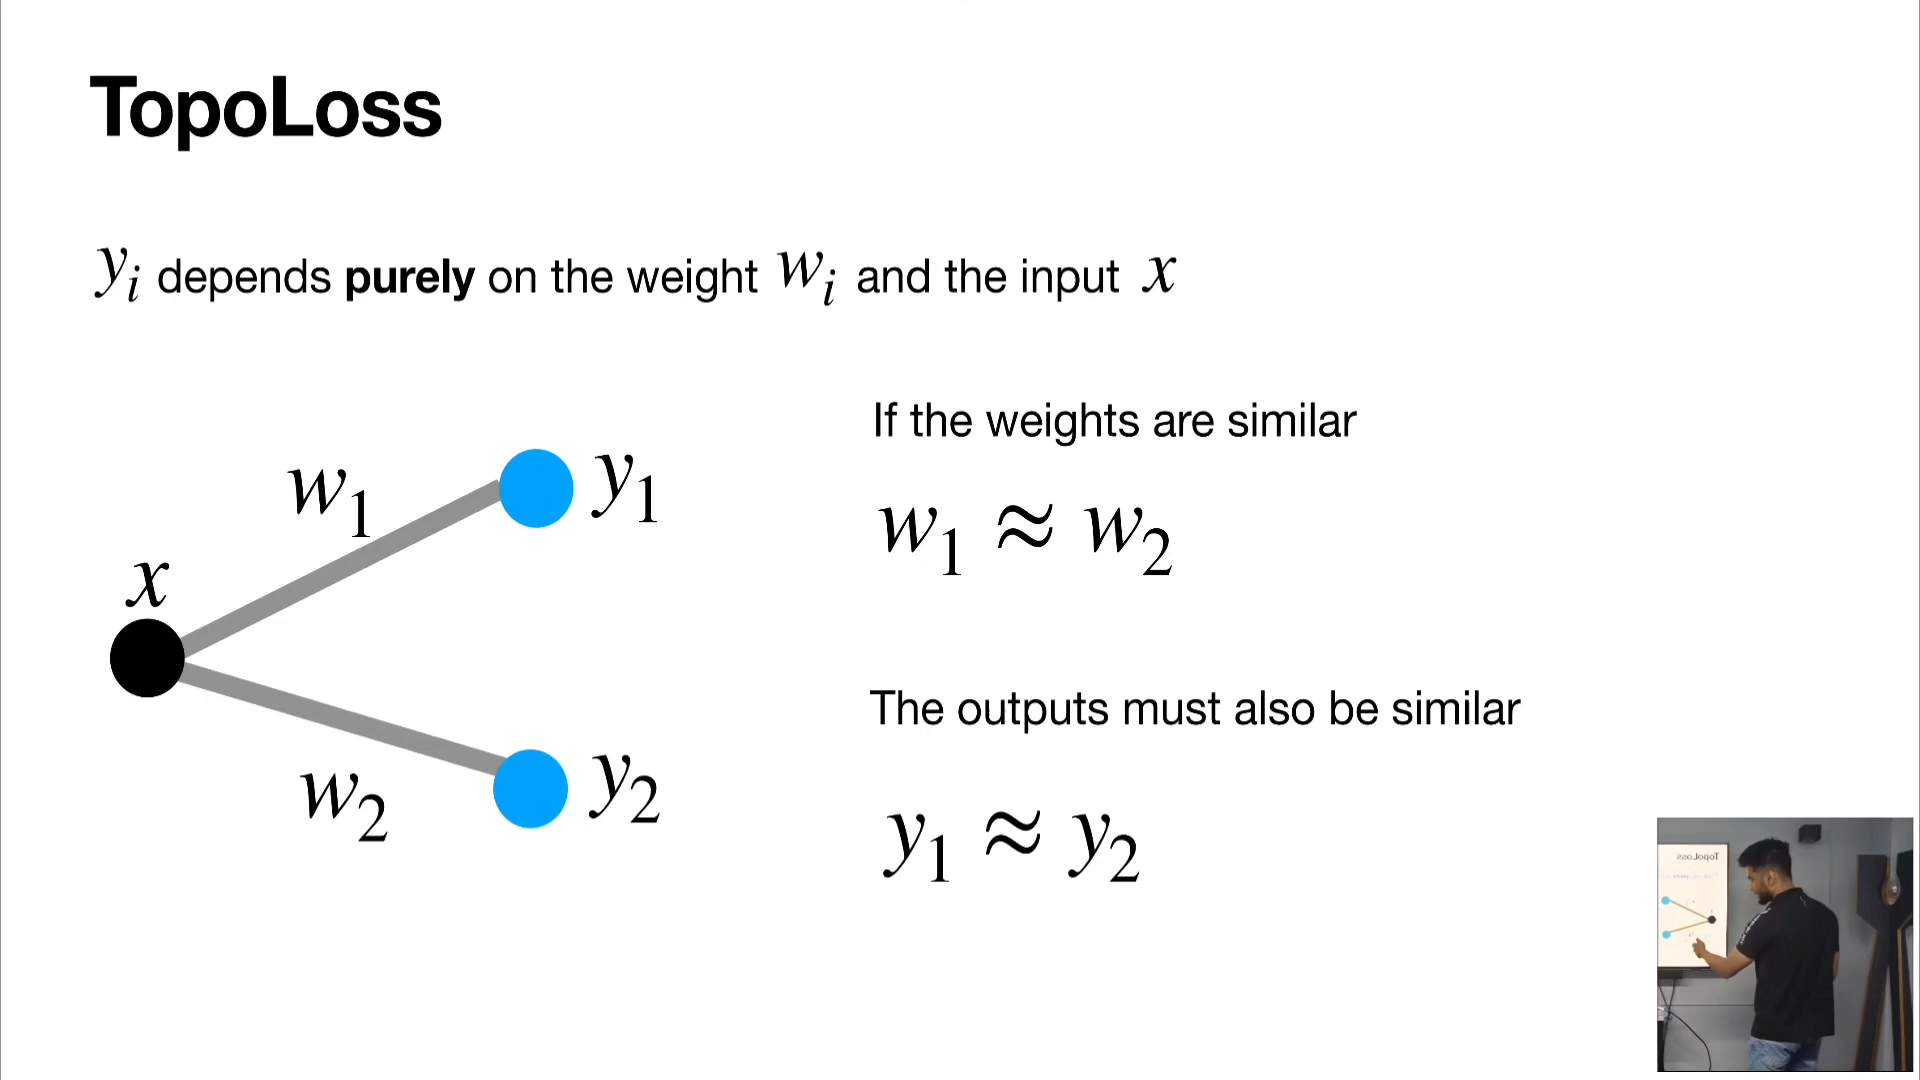 TopoLoss
yᵢ depends purely on the weight wᵢ and the input x
If the weights are similar
w₁ ≈ w₂
The outputs must also be similar
y₁ ≈ y₂
x
w₁
y₁
w₂
y₂
TopoLoss